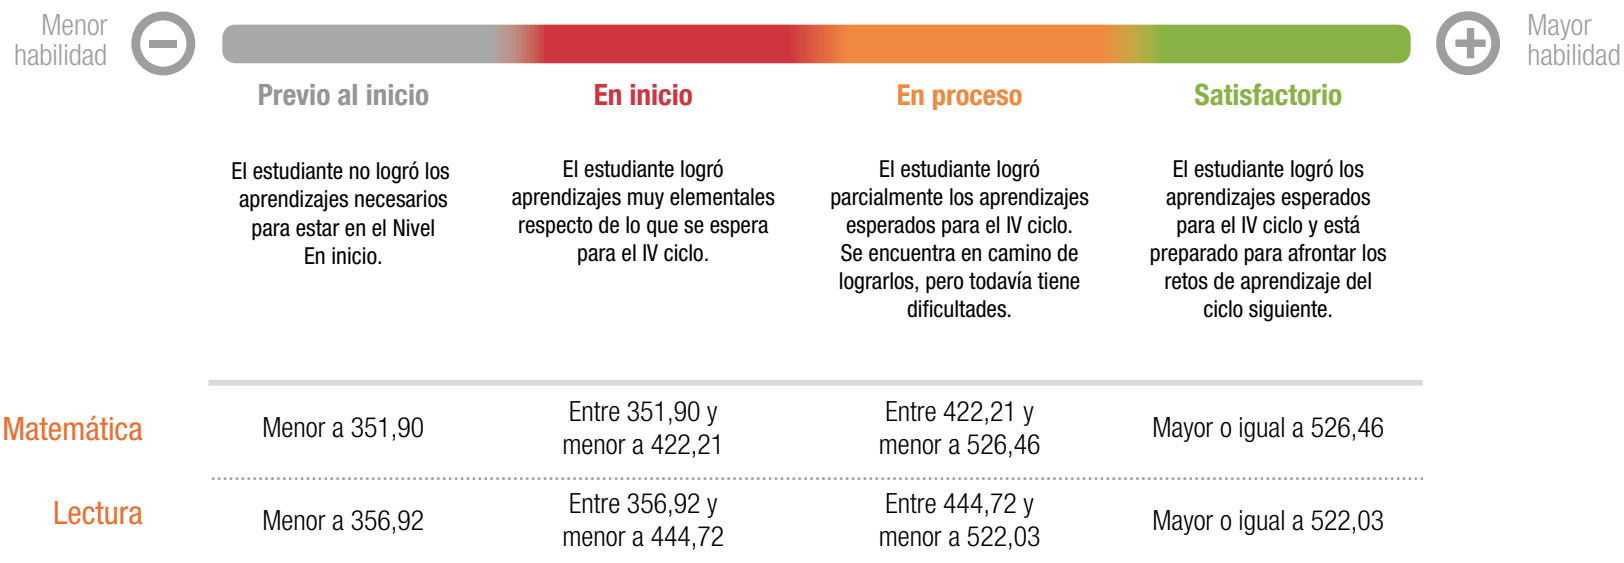 Menor
habilidad
Mayor
habilidad
Previo al inicio
En inicio
En proceso
Satisfactorio
El estudiante no logró los
aprendizajes necesarios
para estar en el Nivel
En inicio.
El estudiante logró
aprendizajes muy elementales
respecto de lo que se espera
para el IV ciclo.
El estudiante logró
parcialmente los aprendizajes
esperados para el IV ciclo.
Se encuentra en camino de
lograrlos, pero todavía tiene
dificultades.
El estudiante logró los
aprendizajes esperados
para el IV ciclo y está
preparado para afrontar los
retos de aprendizaje del
ciclo siguiente.
Matemática
Menor a 351,90
Entre 351,90 y
menor a 422,21
Entre 422,21 y
menor a 526,46
Mayor o igual a 526,46
Lectura
Menor a 356,92
Entre 356,92 y
menor a 444,72
Entre 444,72 y
menor a 522,03
Mayor o igual a 522,03